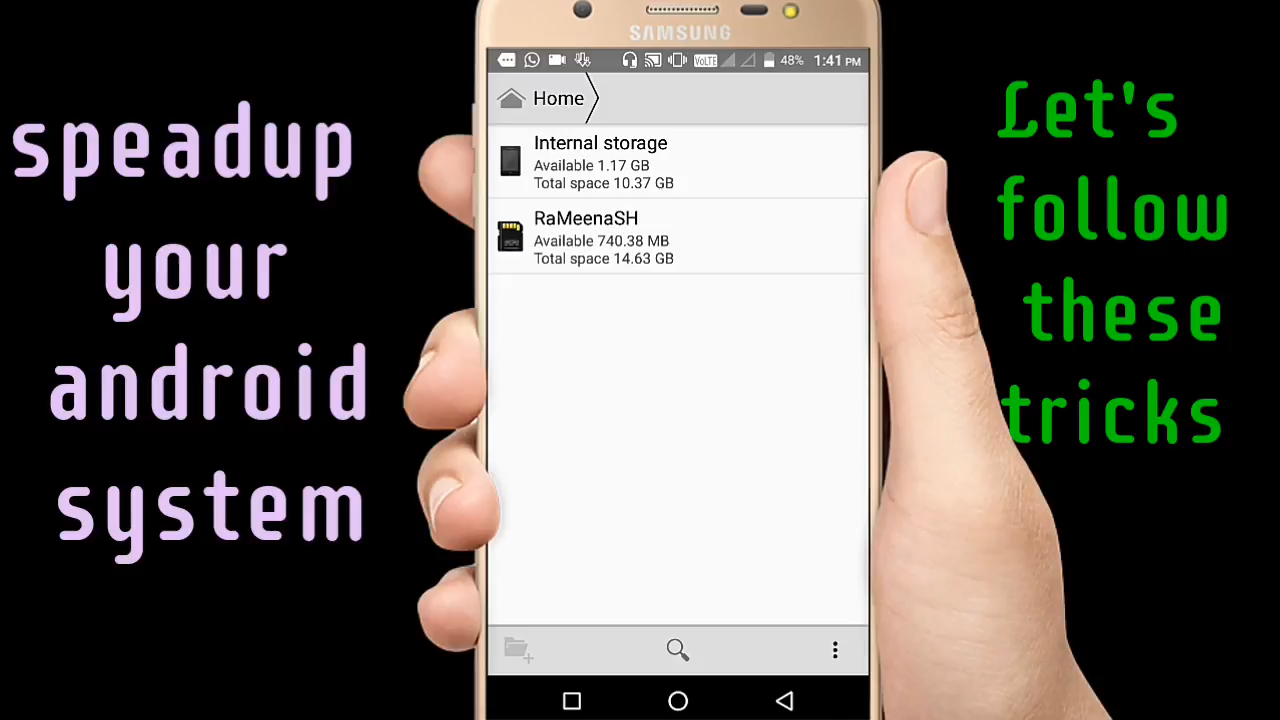 speadup
your
android
system
SAMSUNG
VoLTE 48% 1:41 PM
Home
Internal storage
Available 1.17 GB
Total space 10.37 GB
RaMeenaSH
Available 740.38 MB
Total space 14.63 GB
Let's
follow
these
tricks